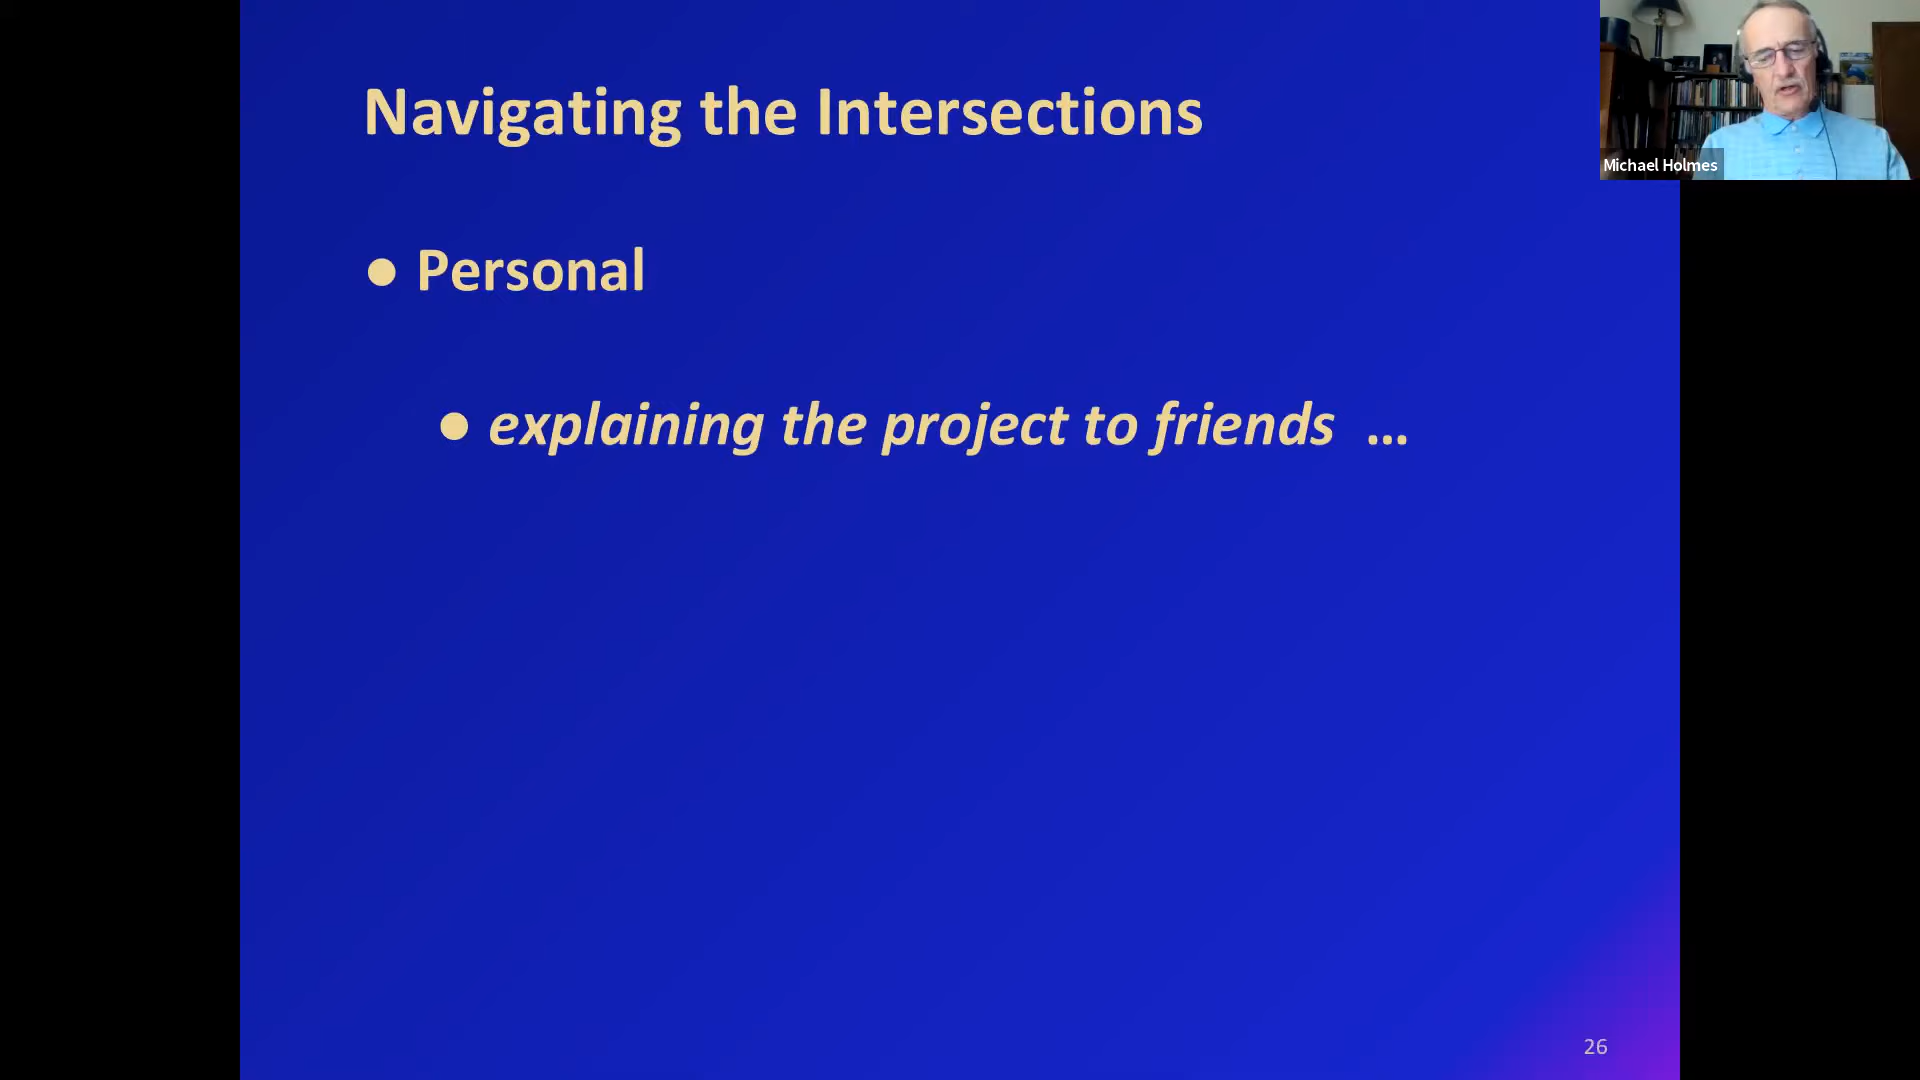 Navigating the Intersections
Michael Holmes
● Personal
● explaining the project to friends ...
26